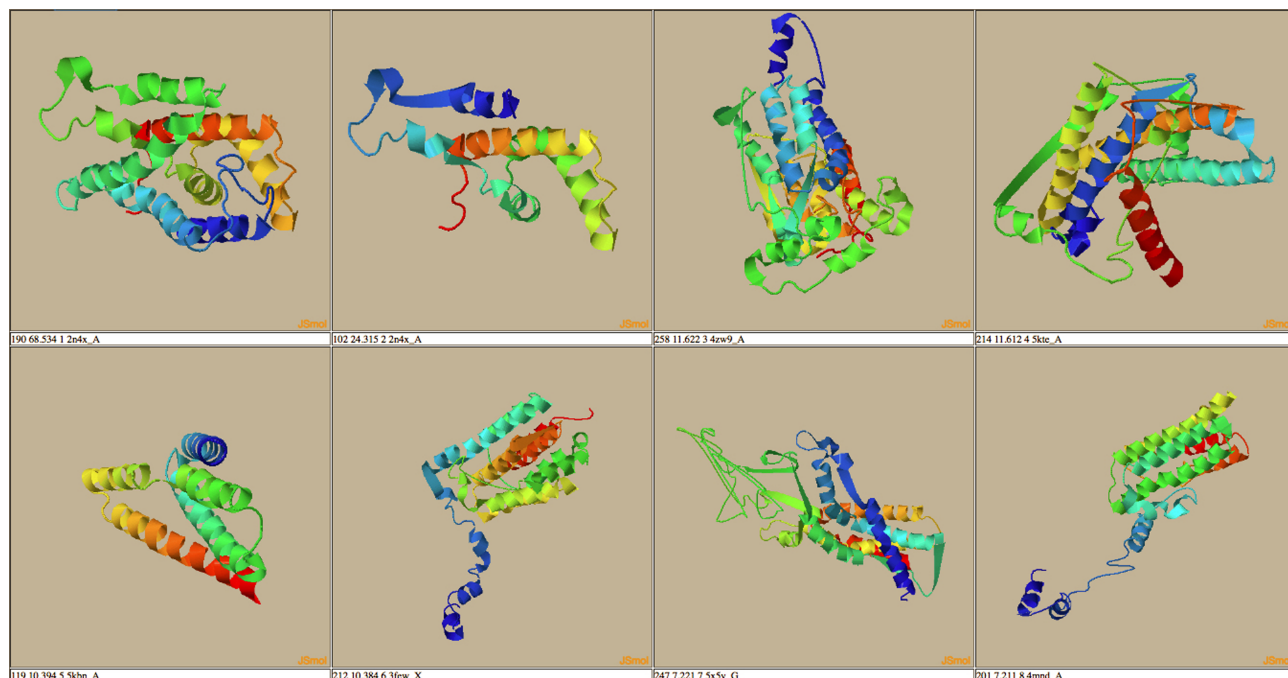 JSmol
JSmol
JSmol
JSmol
190 68.534 1 2n4x_A
102 24.315 2 2n4x_A
258 11.622 3 4zw9_A
214 11.612 4 5kte_A
JSmol
JSmol
JSmol
JSmol
119 10.394 5 5kbn_A
212 10.384 6 3few_X
247 7.221 7 5x5y_G
201 7.211 8 4mnd_A